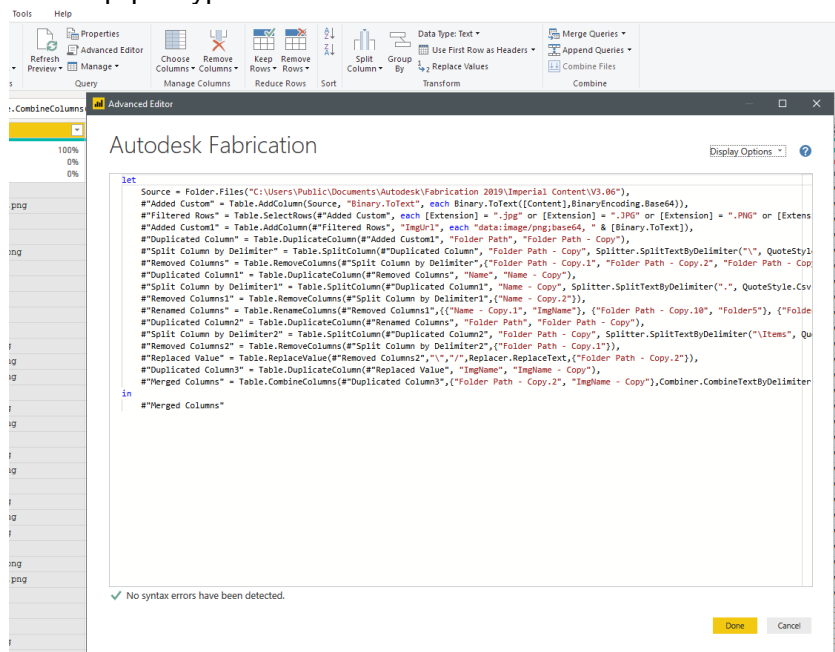 Tools Help
Properties
Advanced Editor
Refresh
Preview
Manage
Choose
Columns
Remove
Columns
Keep
Rows
Remove
Rows
Split
Column
Group
By
Data Type: Text
Use First Row as Headers
Replace Values
Merge Queries
Append Queries
Combine Files
Query Manage Columns Reduce Rows Sort Transform Combine
.CombineColumns
Advanced Editor
100%
0%
0%
Autodesk Fabrication
Display Options
let
Source = Folder.Files("C:\Users\Public\Documents\Autodesk\Fabrication 2019\Imperial Content\V3.06"),
#"Added Custom" = Table.AddColumn(Source, "Binary.ToText", each Binary.ToText([Content],BinaryEncoding.Base64)),
#"Filtered Rows" = Table.SelectRows(#"Added Custom", each [Extension] = ".jpg" or [Extension] = ".JPG" or [Extension] = ".PNG" or [Extens
#"Added Custom1" = Table.AddColumn(#"Filtered Rows", "ImgUrl", each "data:image/png;base64, " & [Binary.ToText]),
#"Duplicated Column" = Table.DuplicateColumn(#"Added Custom1", "Folder Path", "Folder Path - Copy"),
#"Split Column by Delimiter" = Table.SplitColumn(#"Duplicated Column", "Folder Path - Copy", Splitter.SplitTextByDelimiter("\", QuoteStyl
#"Removed Columns" = Table.RemoveColumns(#"Split Column by Delimiter",{"Folder Path - Copy.1", "Folder Path - Copy.2", "Folder Path - Cop
#"Duplicated Column1" = Table.DuplicateColumn(#"Removed Columns", "Name", "Name - Copy"),
#"Split Column by Delimiter1" = Table.SplitColumn(#"Duplicated Column1", "Name - Copy", Splitter.SplitTextByDelimiter(".", QuoteStyle.Csv
#"Removed Columns1" = Table.RemoveColumns(#"Split Column by Delimiter1",{"Name - Copy.2"}),
#"Renamed Columns" = Table.RenameColumns(#"Removed Columns1",{{"Name - Copy.1", "ImgName"}, {"Folder Path - Copy.10", "Folder5"}, {"Folde
#"Duplicated Column2" = Table.DuplicateColumn(#"Renamed Columns", "Folder Path", "Folder Path - Copy"),
#"Split Column by Delimiter2" = Table.SplitColumn(#"Duplicated Column2", "Folder Path - Copy", Splitter.SplitTextByDelimiter("\Items", Qu
#"Removed Columns2" = Table.RemoveColumns(#"Split Column by Delimiter2",{"Folder Path - Copy.1"}),
#"Replaced Value" = Table.ReplaceValue(#"Removed Columns2","\","/",Replacer.ReplaceText,{"Folder Path - Copy.2"}),
#"Duplicated Column3" = Table.DuplicateColumn(#"Replaced Value", "ImgName", "ImgName - Copy"),
#"Merged Columns" = Table.CombineColumns(#"Duplicated Column3",{"Folder Path - Copy.2", "ImgName - Copy"},Combiner.CombineTextByDelimiter
in
#"Merged Columns"
No syntax errors have been detected.
Done Cancel